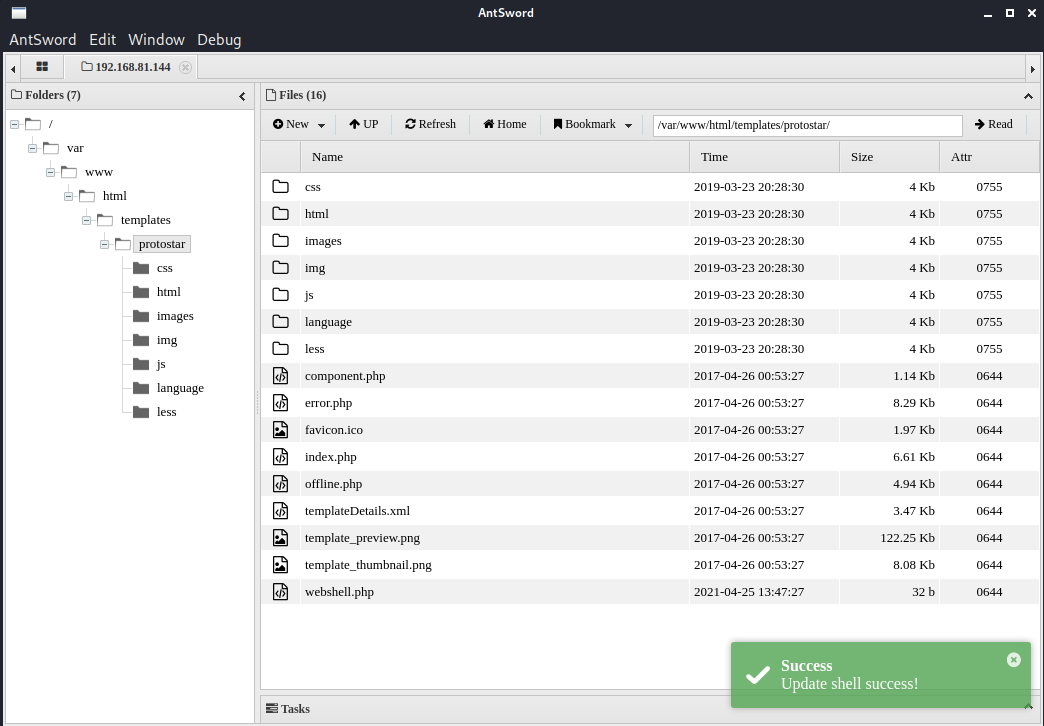 AntSword
AntSword Edit Window Debug
192.168.81.144
Folders (7)
/
var
www
html
templates
protostar
css
html
images
img
js
language
less
Files (16)
New UP Refresh Home Bookmark /var/www/html/templates/protostar/ Read
Name Time Size Attr
css 2019-03-23 20:28:30 4 Kb 0755
html 2019-03-23 20:28:30 4 Kb 0755
images 2019-03-23 20:28:30 4 Kb 0755
img 2019-03-23 20:28:30 4 Kb 0755
js 2019-03-23 20:28:30 4 Kb 0755
language 2019-03-23 20:28:30 4 Kb 0755
less 2019-03-23 20:28:30 4 Kb 0755
component.php 2017-04-26 00:53:27 1.14 Kb 0644
error.php 2017-04-26 00:53:27 8.29 Kb 0644
favicon.ico 2017-04-26 00:53:27 1.97 Kb 0644
index.php 2017-04-26 00:53:27 6.61 Kb 0644
offline.php 2017-04-26 00:53:27 4.94 Kb 0644
templateDetails.xml 2017-04-26 00:53:27 3.47 Kb 0644
template_preview.png 2017-04-26 00:53:27 122.25 Kb 0644
template_thumbnail.png 2017-04-26 00:53:27 8.08 Kb 0644
webshell.php 2021-04-25 13:47:27 32 b 0644
Success
Update shell success!
Tasks